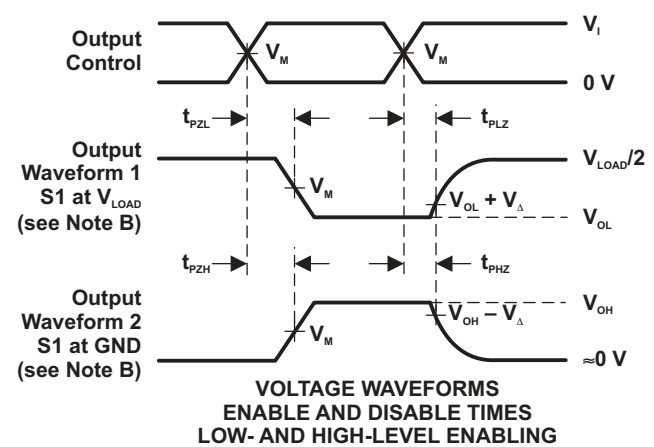 Output
Control
V_M
V_M
V_I
0 V
t_PZL
t_PLZ
Output
Waveform 1
S1 at V_LOAD
(see Note B)
V_M
V_LOAD/2
V_OL + V_Δ
V_OL
t_PZH
t_PHZ
Output
Waveform 2
S1 at GND
(see Note B)
V_M
V_OH
V_OH – V_Δ
≈0 V
VOLTAGE WAVEFORMS
ENABLE AND DISABLE TIMES
LOW- AND HIGH-LEVEL ENABLING